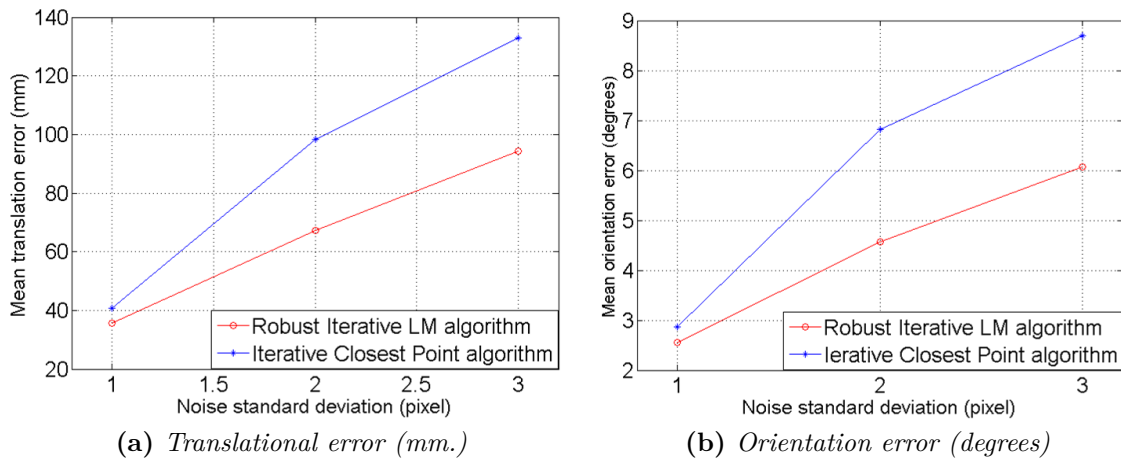 140
120
100
80
60
40
20
Mean translation error (mm)
Robust Iterative LM algorithm
Iterative Closest Point algorithm
1 1.5 2 2.5 3
Noise standard deviation (pixel)
(a) Translational error (mm.)
9
8
7
6
5
4
3
2
Mean orientation error (degrees)
Robust Iterative LM algorithm
Ierative Closest Point algorithm
1 2 3
Noise standard deviation (pixel)
(b) Orientation error (degrees)